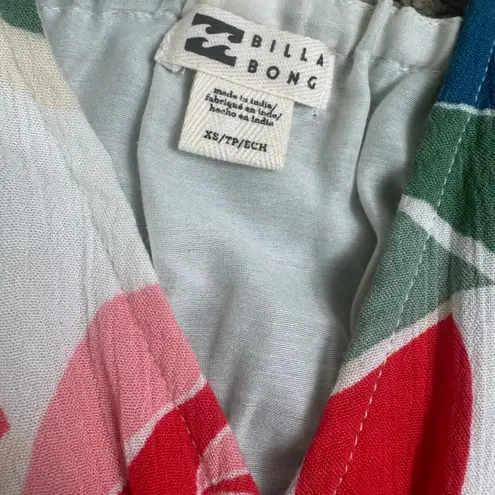 BILLA
BONG
made in india/
fabriqué en inde/
hecho en india
XS/TP/ECH